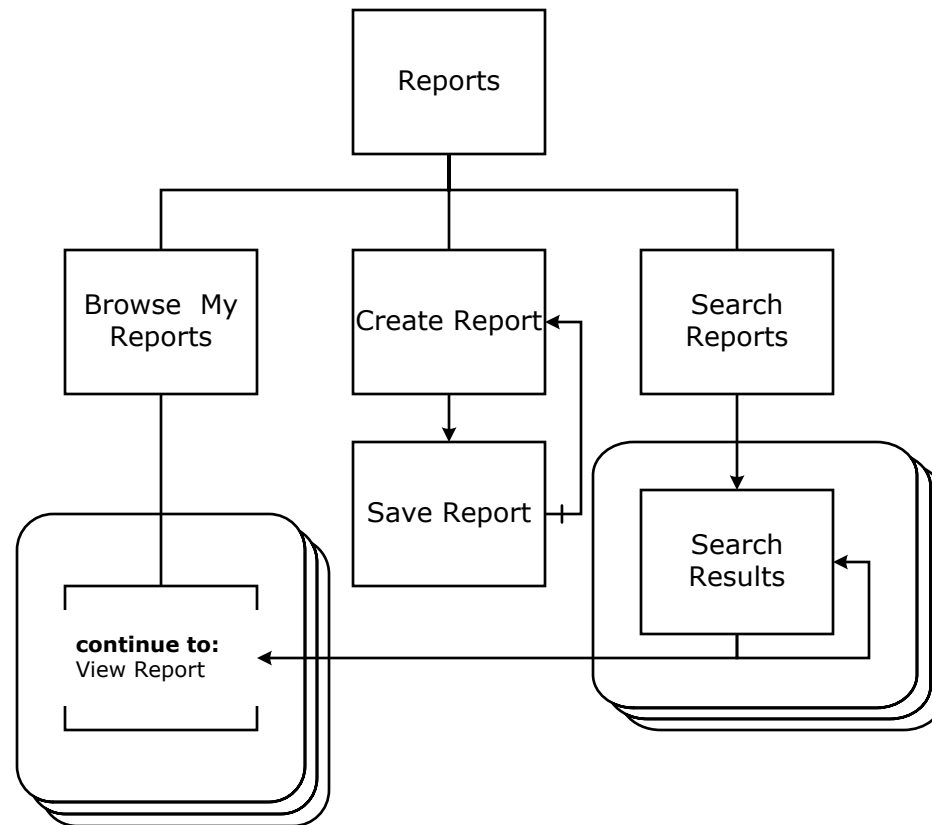 Reports
Browse  My
Reports
Create Report
Search
Reports
Save Report
Search
Results
continue to:
View Report